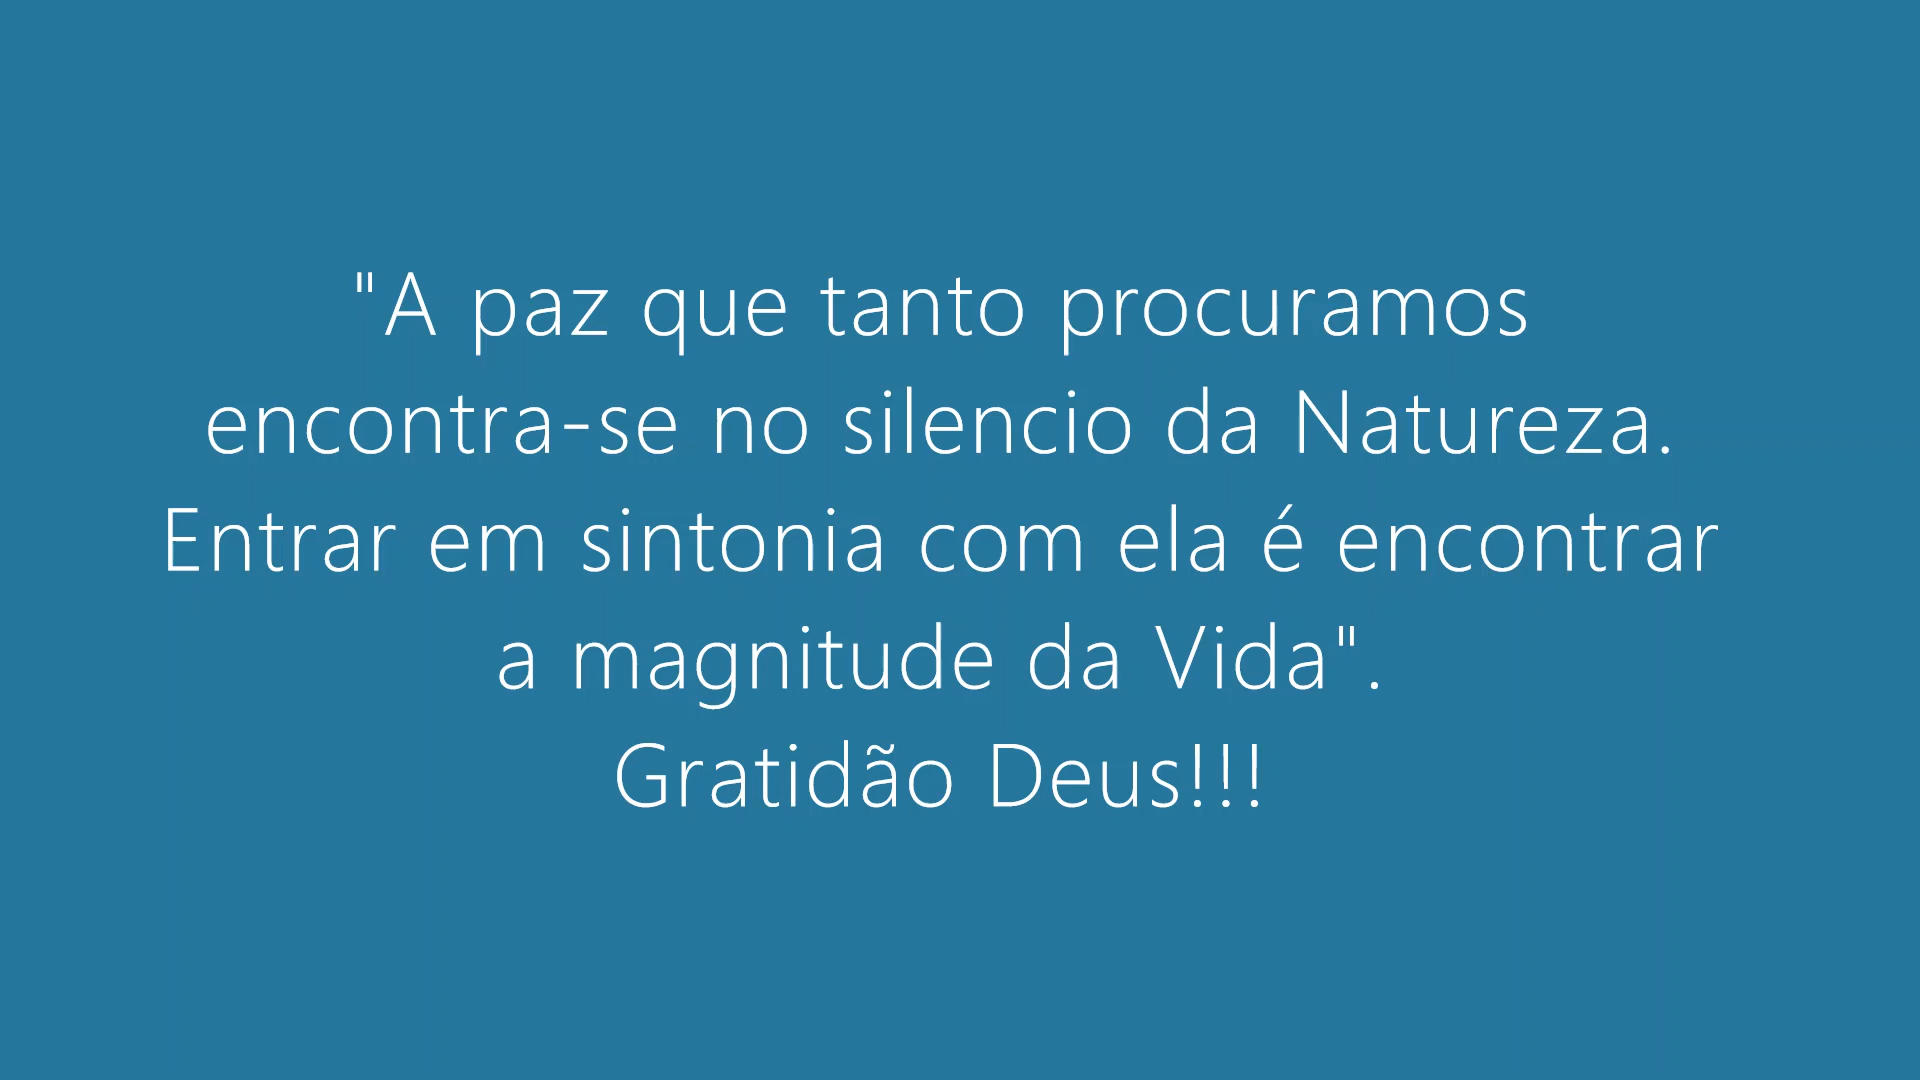 "A paz que tanto procuramos
encontra-se no silencio da Natureza.
Entrar em sintonia com ela é encontrar
a magnitude da Vida".
Gratidão Deus!!!